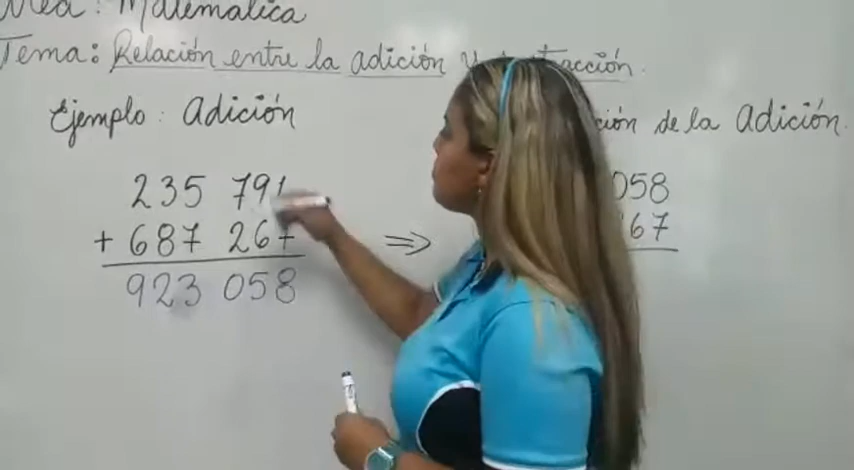 : Matemática
Tema: Relación entre la adición y
Ejemplo: Adición
ción de la Adición.
235 791
+ 687 267
923 058
⇒
058
67